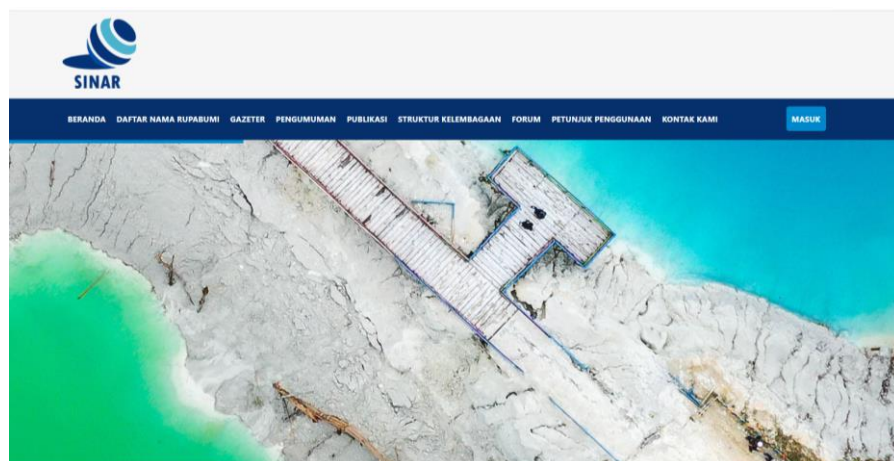 SINAR
BERANDA DAFTAR NAMA RUPABUMI GAZETER PENGUMUMAN PUBLIKASI STRUKTUR KELEMBAGAAN FORUM PETUNJUK PENGGUNAAN KONTAK KAMI MASUK